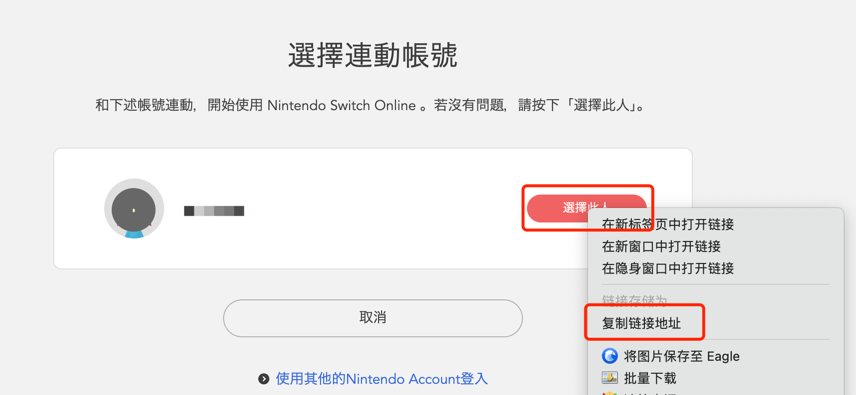 選擇連動帳號
和下述帳號連動，開始使用 Nintendo Switch Online 。若沒有問題，請按下「選擇此人」。
選擇此人
在新标签页中打开链接
在新窗口中打开链接
在隐身窗口中打开链接
链接存储为
复制链接地址
取消
将图片保存至 Eagle
使用其他的Nintendo Account登入
批量下载